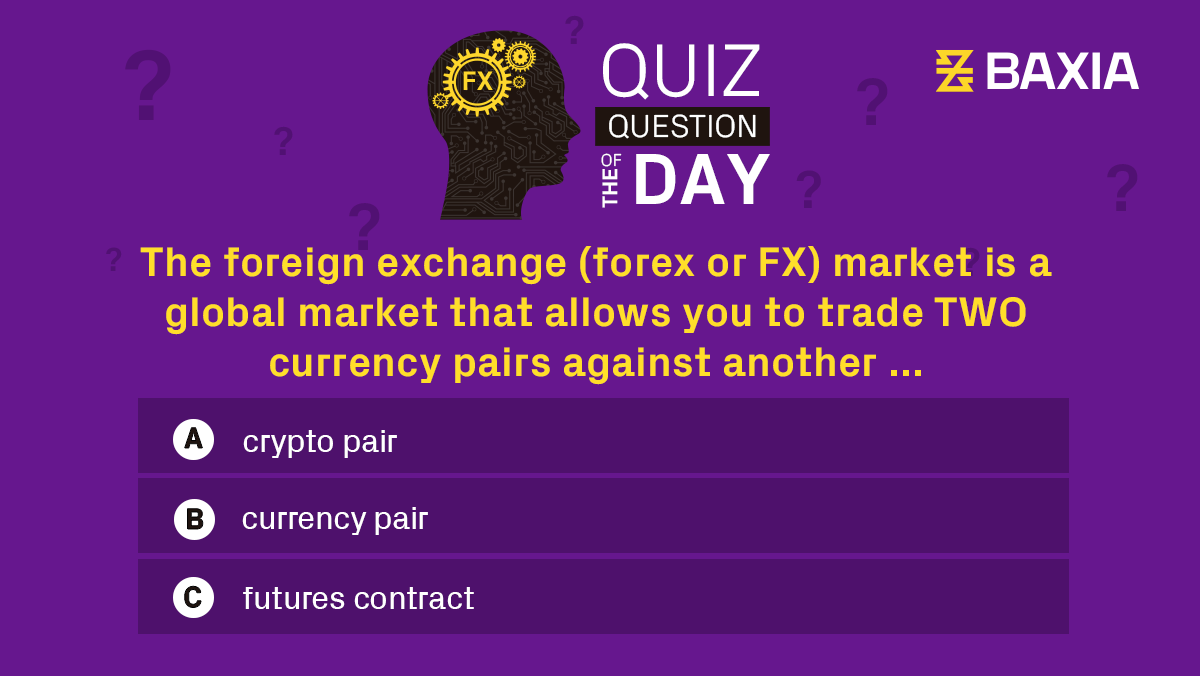 FX
QUIZ
QUESTION
OF THE DAY
BAXIA
The foreign exchange (forex or FX) market is a
global market that allows you to trade TWO
currency pairs against another ...
A crypto pair
B currency pair
C futures contract